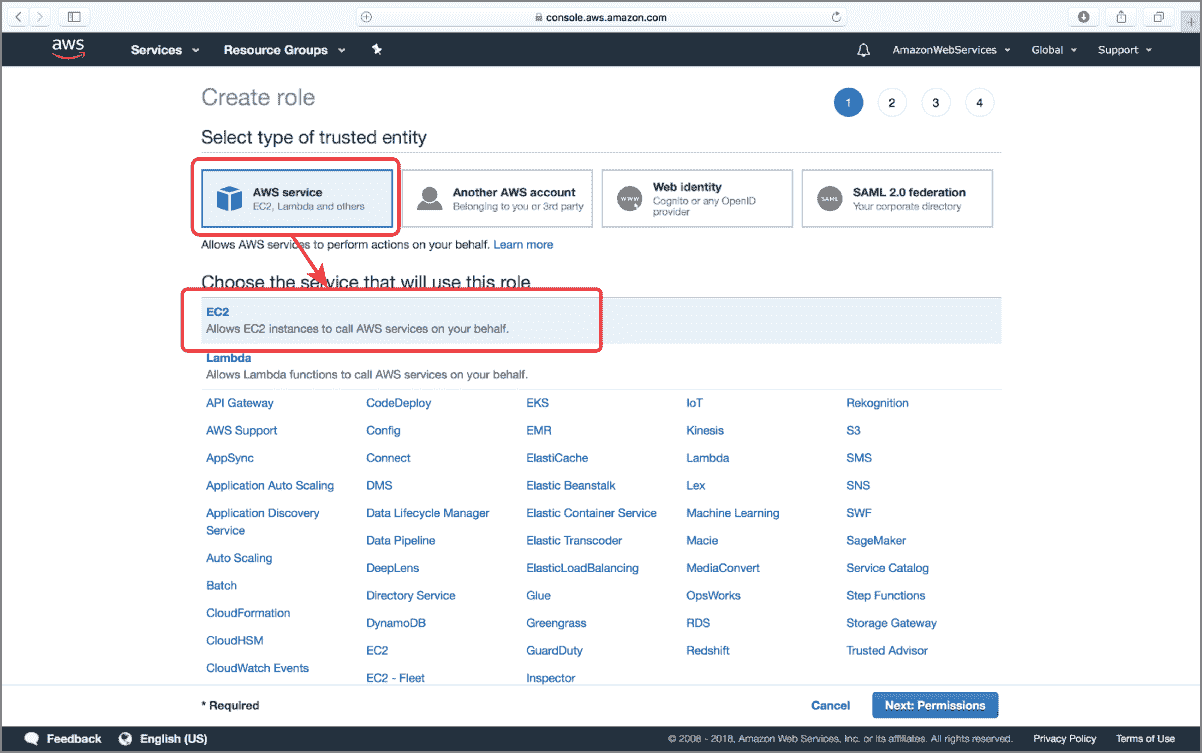 console.aws.amazon.com
aws
Services
Resource Groups
AmazonWebServices
Global
Support
Create role
1
2
3
4
Select type of trusted entity
AWS service
EC2, Lambda and others
Another AWS account
Belonging to you or 3rd party
WWW
Web identity
Cognito or any OpenID
provider
SAML
SAML 2.0 federation
Your corporate directory
Allows AWS services to perform actions on your behalf. Learn more
Choose the service that will use this role
EC2
Allows EC2 instances to call AWS services on your behalf.
Lambda
Allows Lambda functions to call AWS services on your behalf.
API Gateway
AWS Support
AppSync
Application Auto Scaling
Application Discovery
Service
Auto Scaling
Batch
CloudFormation
CloudHSM
CloudWatch Events
CodeDeploy
Config
Connect
DMS
Data Lifecycle Manager
Data Pipeline
DeepLens
Directory Service
DynamoDB
EC2
EC2 - Fleet
EKS
EMR
ElastiCache
Elastic Beanstalk
Elastic Container Service
Elastic Transcoder
ElasticLoadBalancing
Glue
Greengrass
GuardDuty
Inspector
IoT
Kinesis
Lambda
Lex
Machine Learning
Macie
MediaConvert
OpsWorks
RDS
Redshift
Rekognition
S3
SMS
SNS
SWF
SageMaker
Service Catalog
Step Functions
Storage Gateway
Trusted Advisor
* Required
Cancel
Next: Permissions
Feedback
English (US)
© 2008 - 2018, Amazon Web Services, Inc. or its affiliates. All rights reserved.
Privacy Policy
Terms of Use